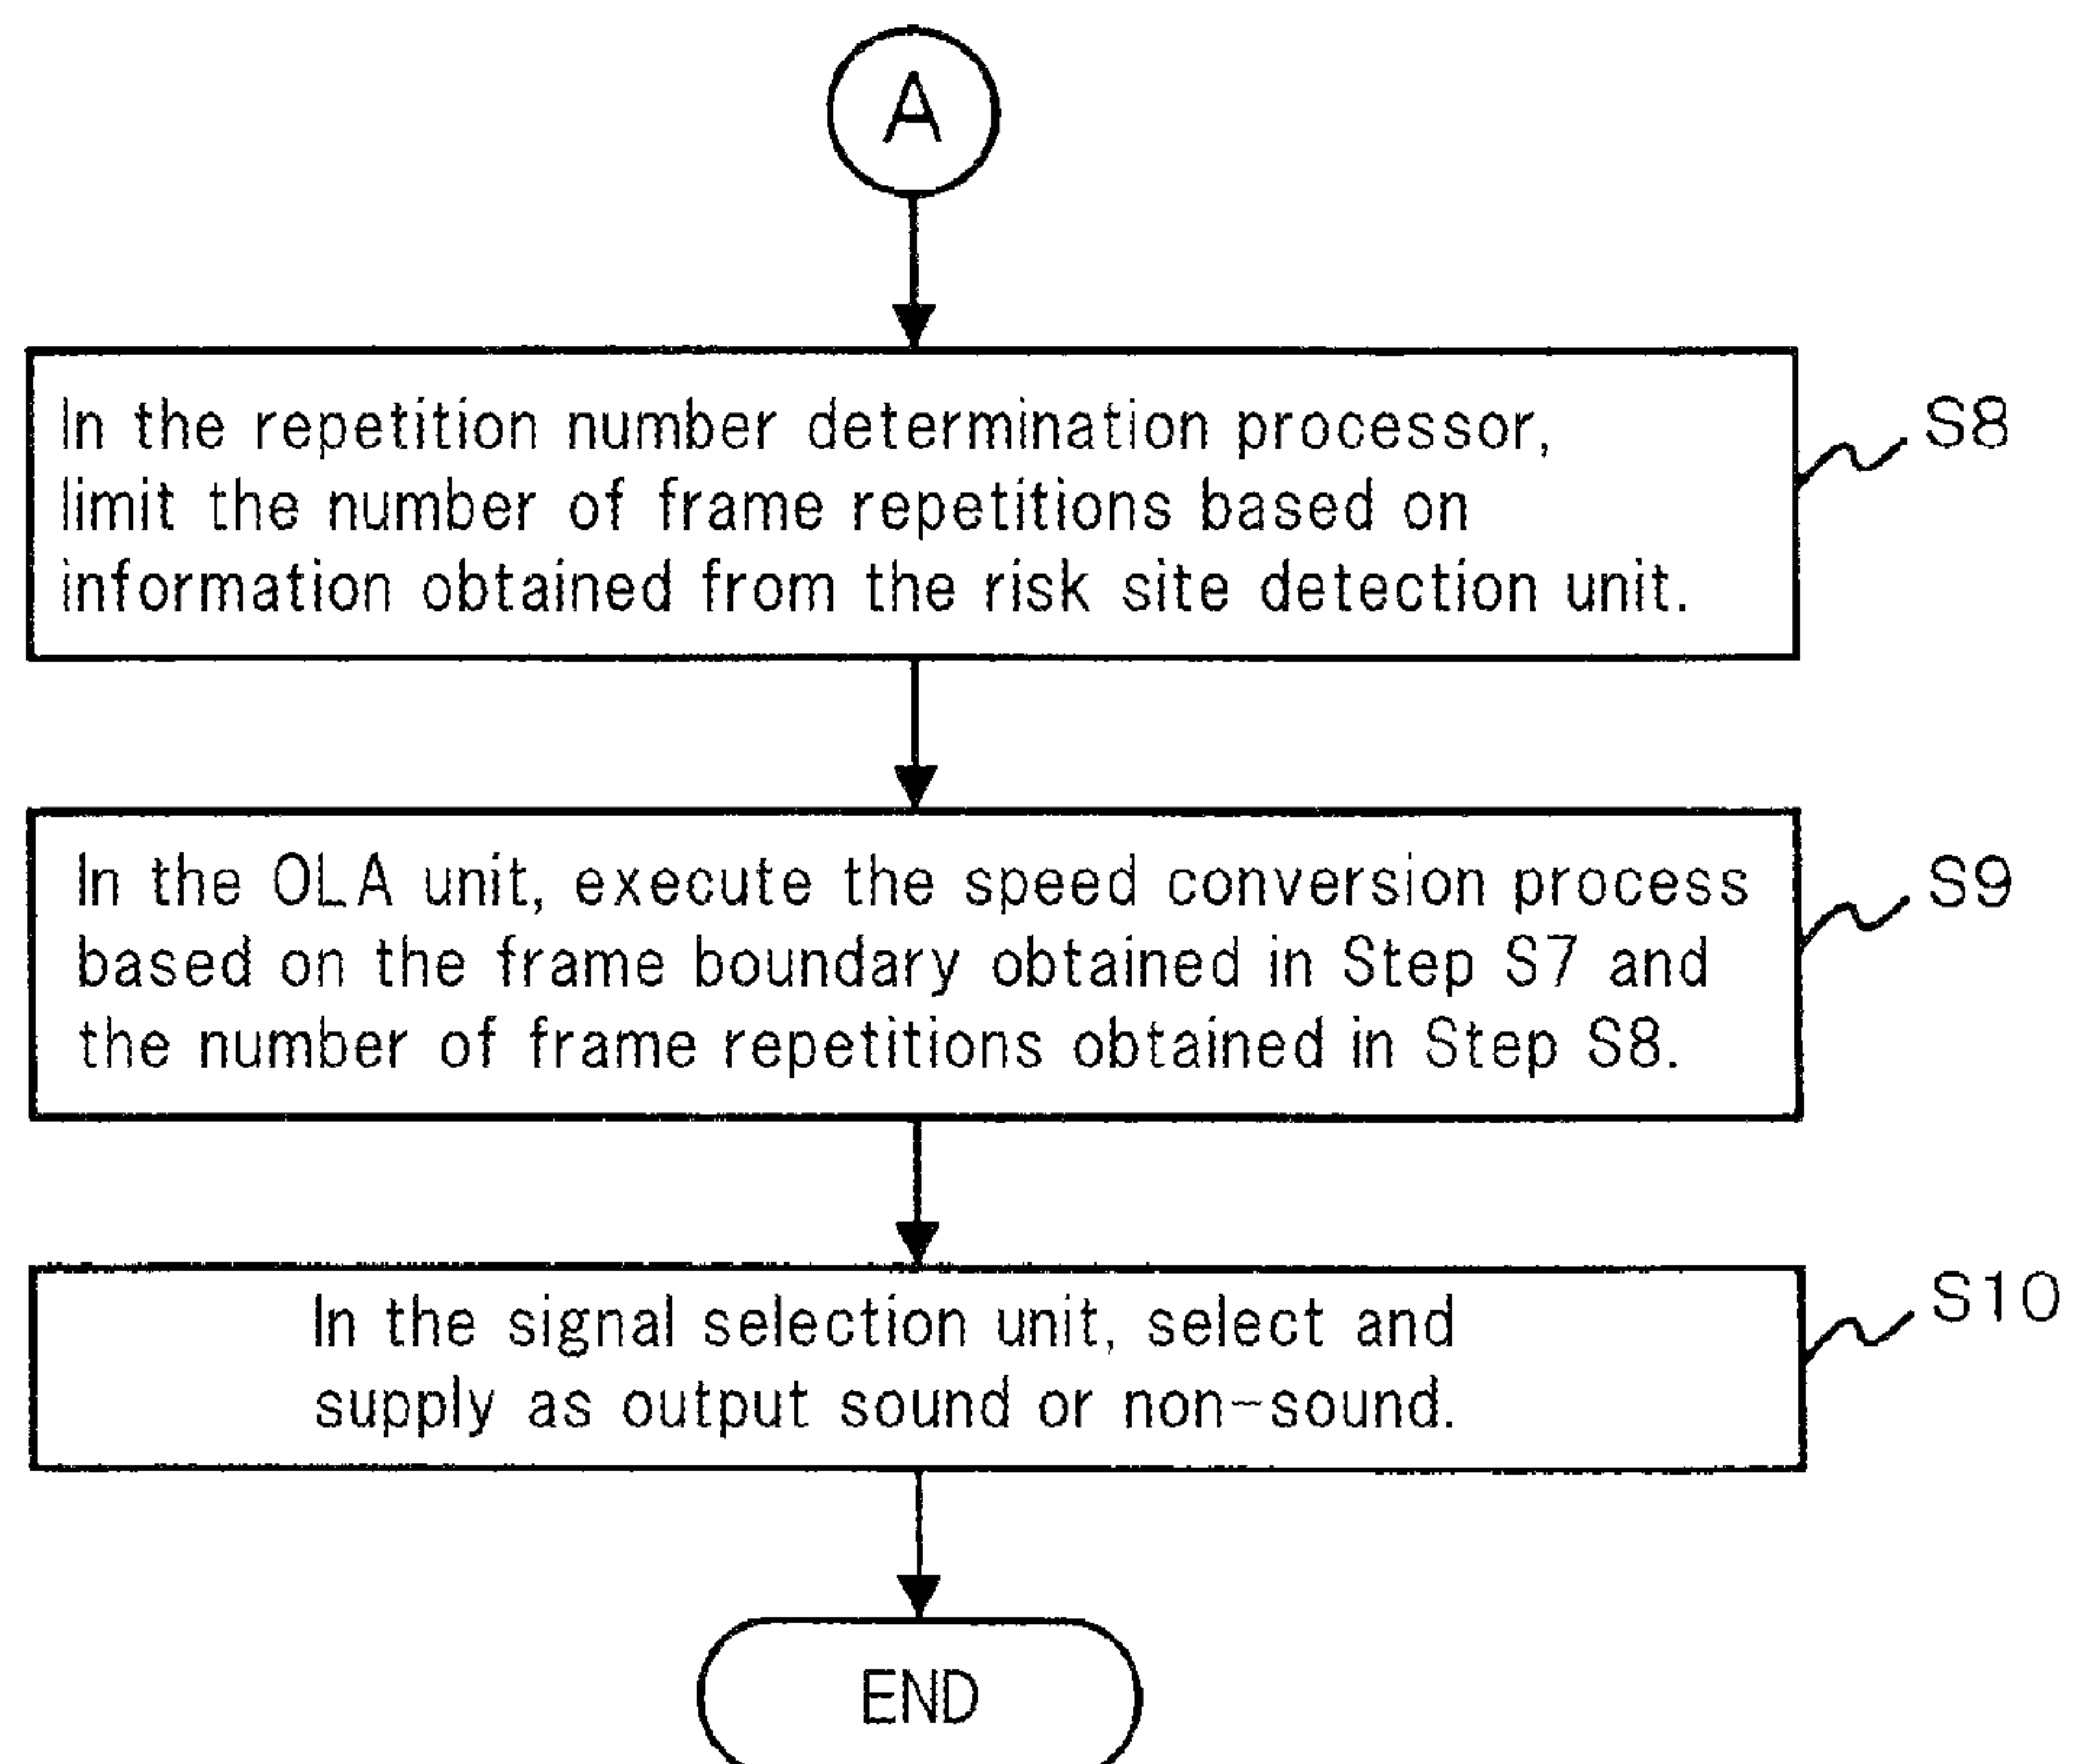 A
In the repetition number determination processor,
limit the number of frame repetitions based on
information obtained from the risk site detection unit.
S8
In the OLA unit, execute the speed conversion process
based on the frame boundary obtained in Step S7 and
the number of frame repetitions obtained in Step S8.
S9
In the signal selection unit, select and
supply as output sound or non-sound.
S10
END